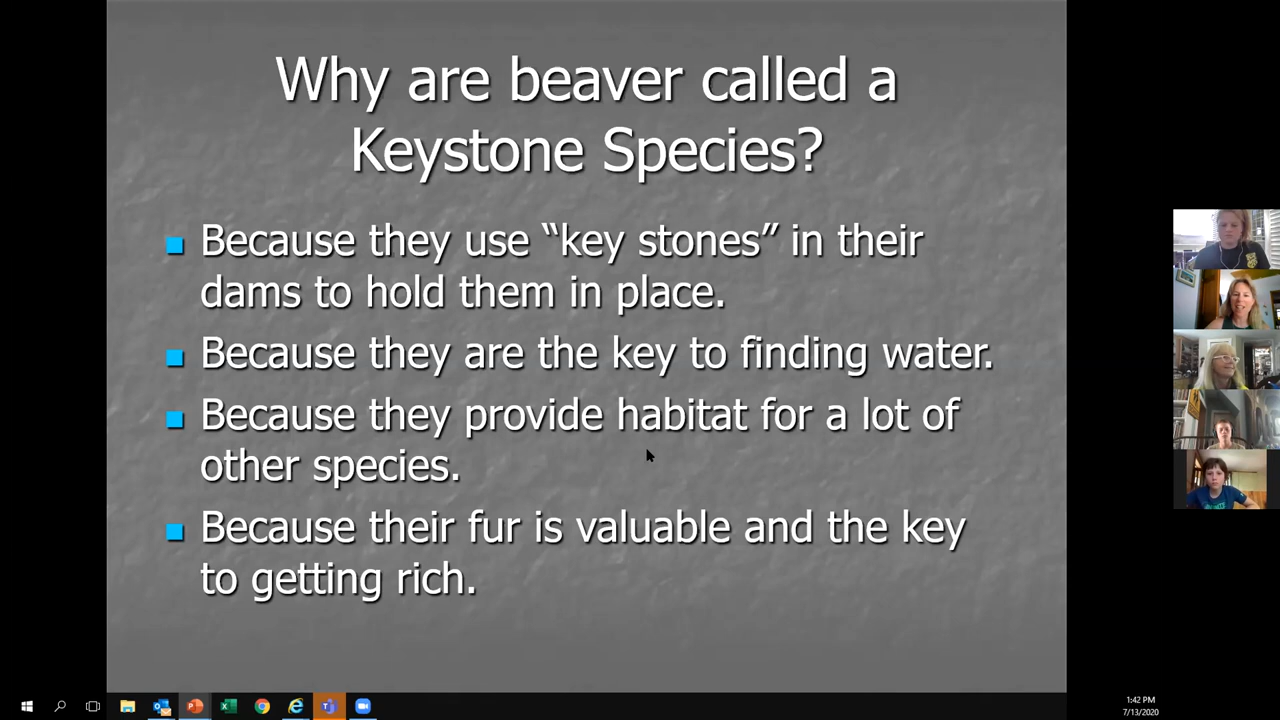 Why are beaver called a
Keystone Species?
Because they use “key stones” in their
dams to hold them in place.
Because they are the key to finding water.
Because they provide habitat for a lot of
other species.
Because their fur is valuable and the key
to getting rich.
1:42 PM
7/13/2020